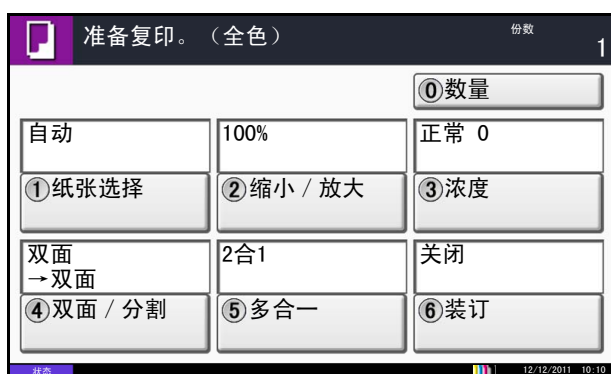 准备复印。（全色）
份数
1
⓪数量
自动
100%
正常 0
①纸张选择
②缩小 / 放大
③浓度
双面
→双面
2合1
关闭
④双面 / 分割
⑤多合一
⑥装订
状态
12/12/2011 10:10